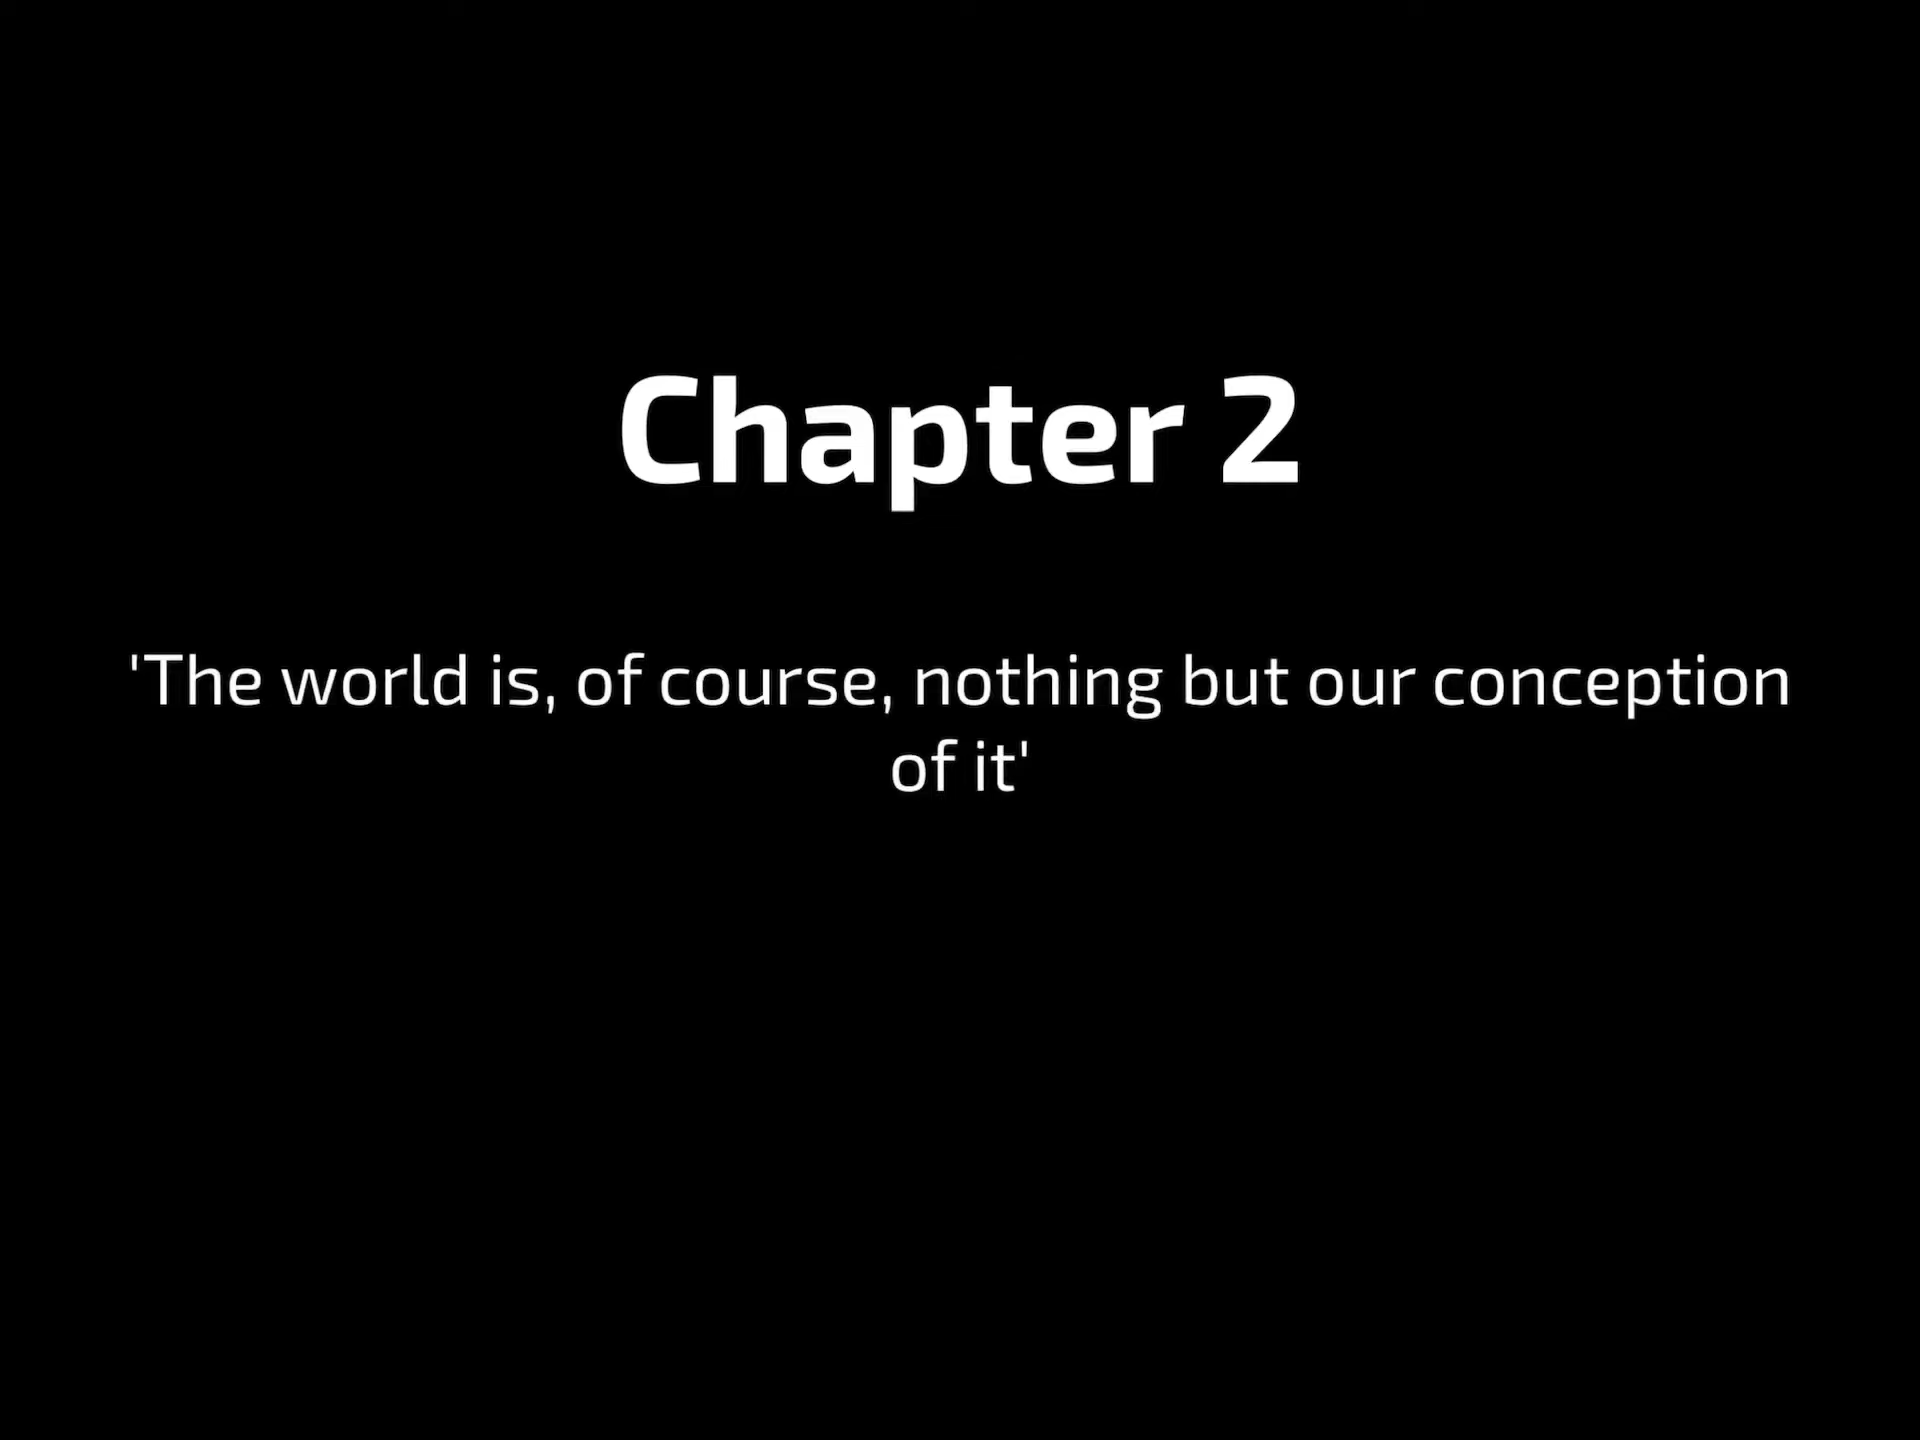 Chapter 2
'The world is, of course, nothing but our conception
of it'